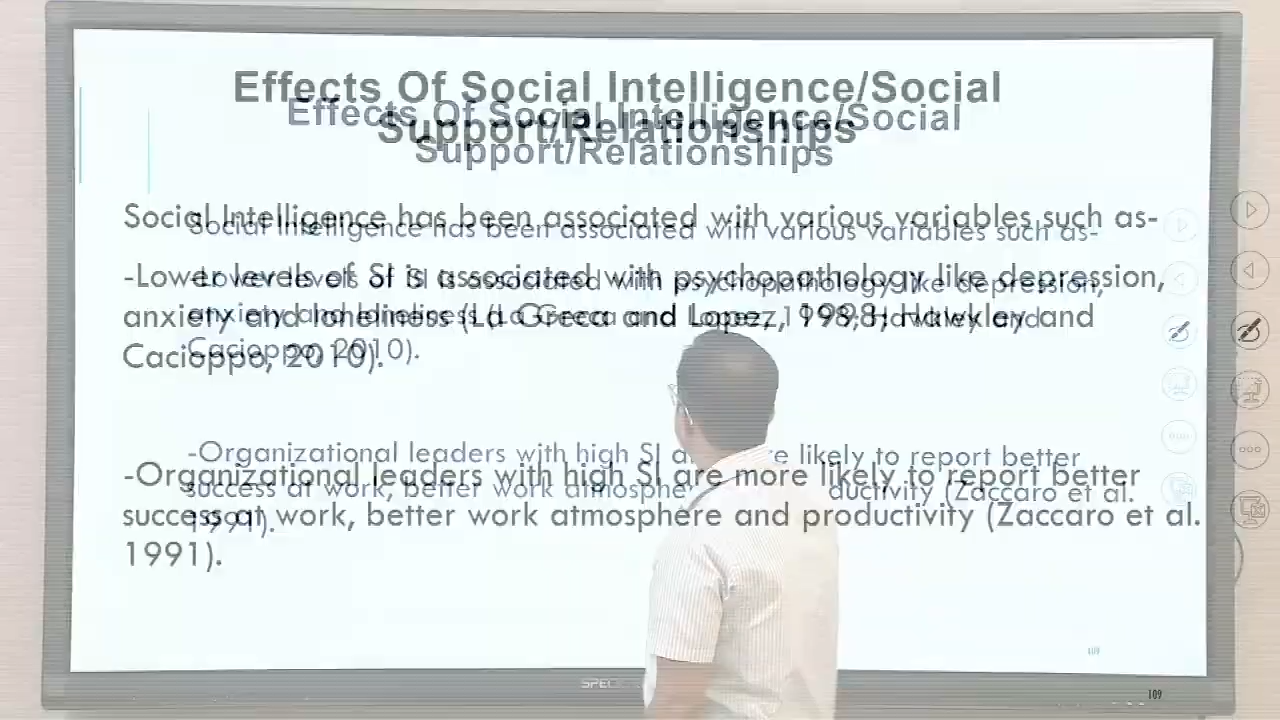 Effects Of Social Intelligence/Social
Support/Relationships
Social Intelligence has been associated with various variables such as-
-Lower levels of SI is associated with psychopathology like depression,
anxiety and loneliness (La Greca and Lopez, 1998; Hawkley and
Cacioppo, 2010).
-Organizational leaders with high SI are more likely to report better
success at work, better work atmosphere and productivity (Zaccaro et al.
1991).
109